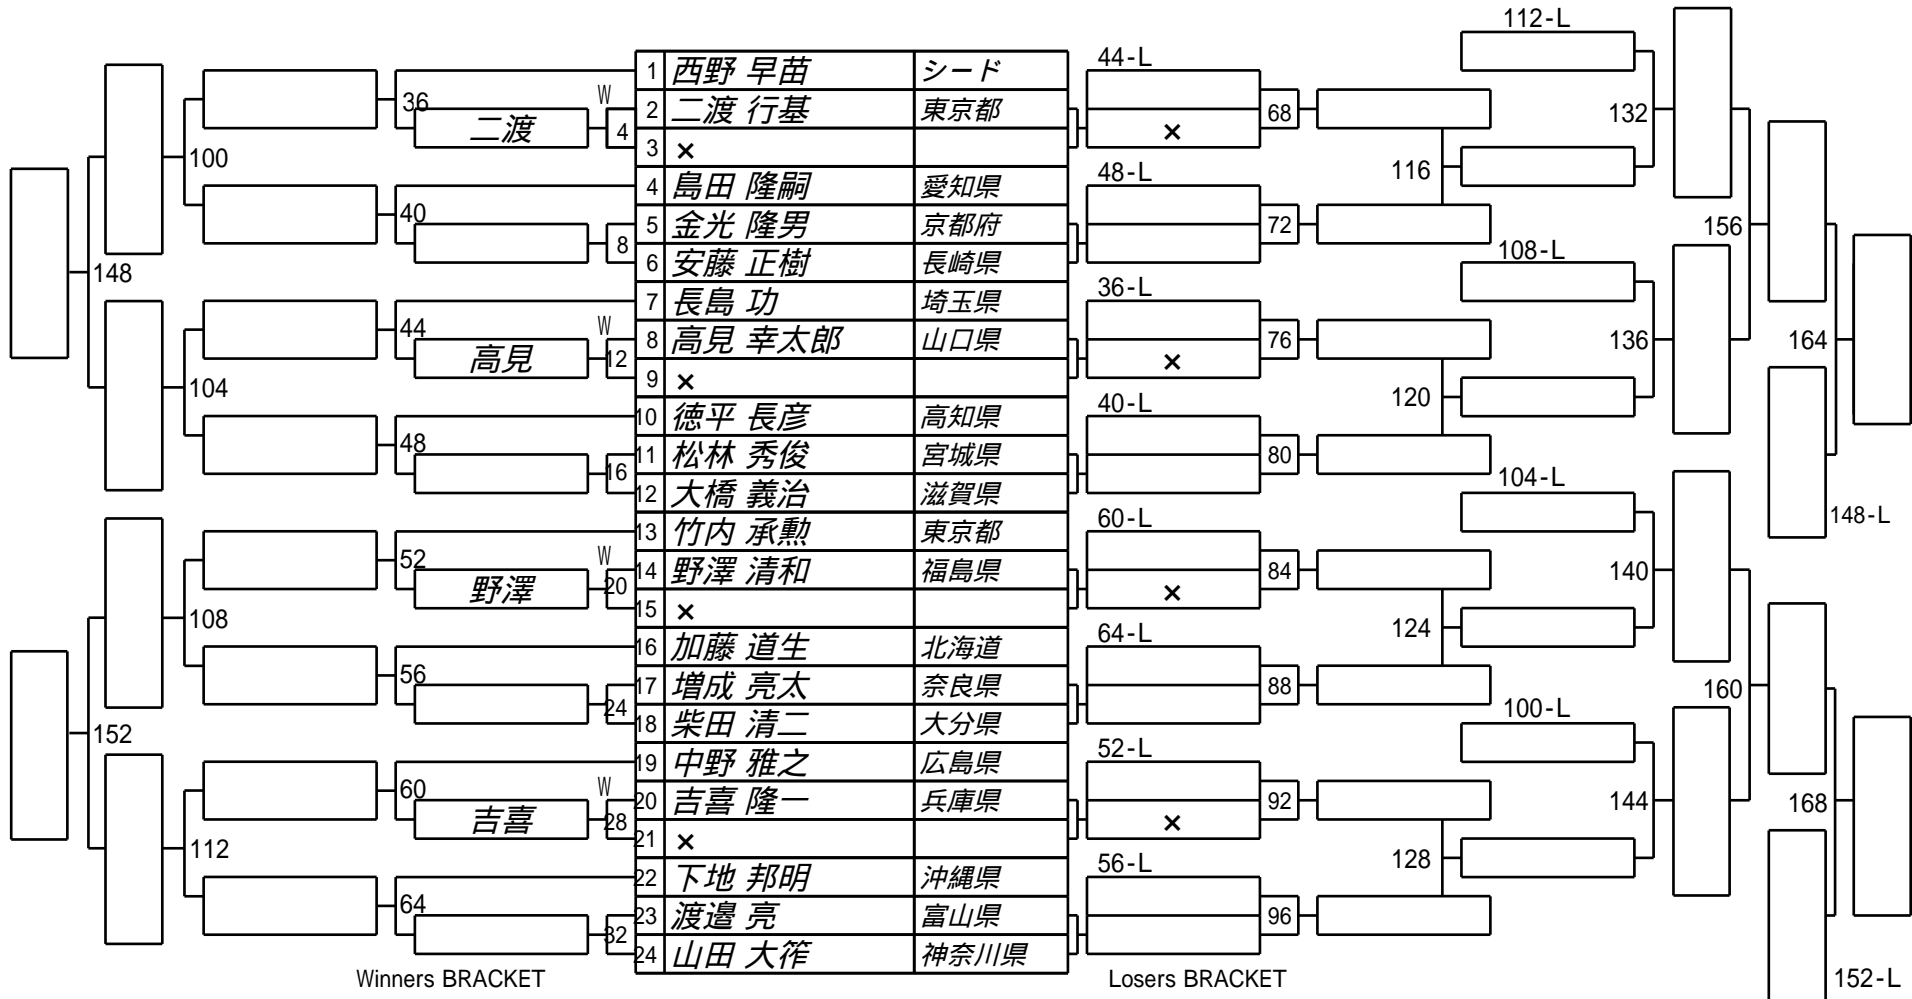 112-L
44-L
1 西野 早苗 シード
36 W 2 二渡 行基 東京都 68 132
二渡 4 ×
3 ×
100 116
48-L
4 島田 隆嗣 愛知県
40 5 金光 隆男 京都府 72 156
8
6 安藤 正樹 長崎県 108-L
148
36-L
7 長島 功 埼玉県
44 W 8 高見 幸太郎 山口県 76 136 164
高見 12 ×
9 ×
104 120
40-L
10 徳平 長彦 高知県
48 11 松林 秀俊 宮城県 80
16 104-L
12 大橋 義治 滋賀県
60-L 148-L
13 竹内 承勲 東京都
52 W 14 野澤 清和 福島県 84 140
野澤 20 ×
15 ×
108 124
64-L
16 加藤 道生 北海道
56 17 増成 亮太 奈良県 88 160
24 100-L
18 柴田 清二 大分県
152
52-L
19 中野 雅之 広島県
60 W 20 吉喜 隆一 兵庫県 92 144 168
吉喜 28 ×
21 ×
112 128
56-L
22 下地 邦明 沖縄県
64 23 渡邉 亮 富山県 96
32
24 山田 大筰 神奈川県
Winners BRACKET Losers BRACKET 152-L